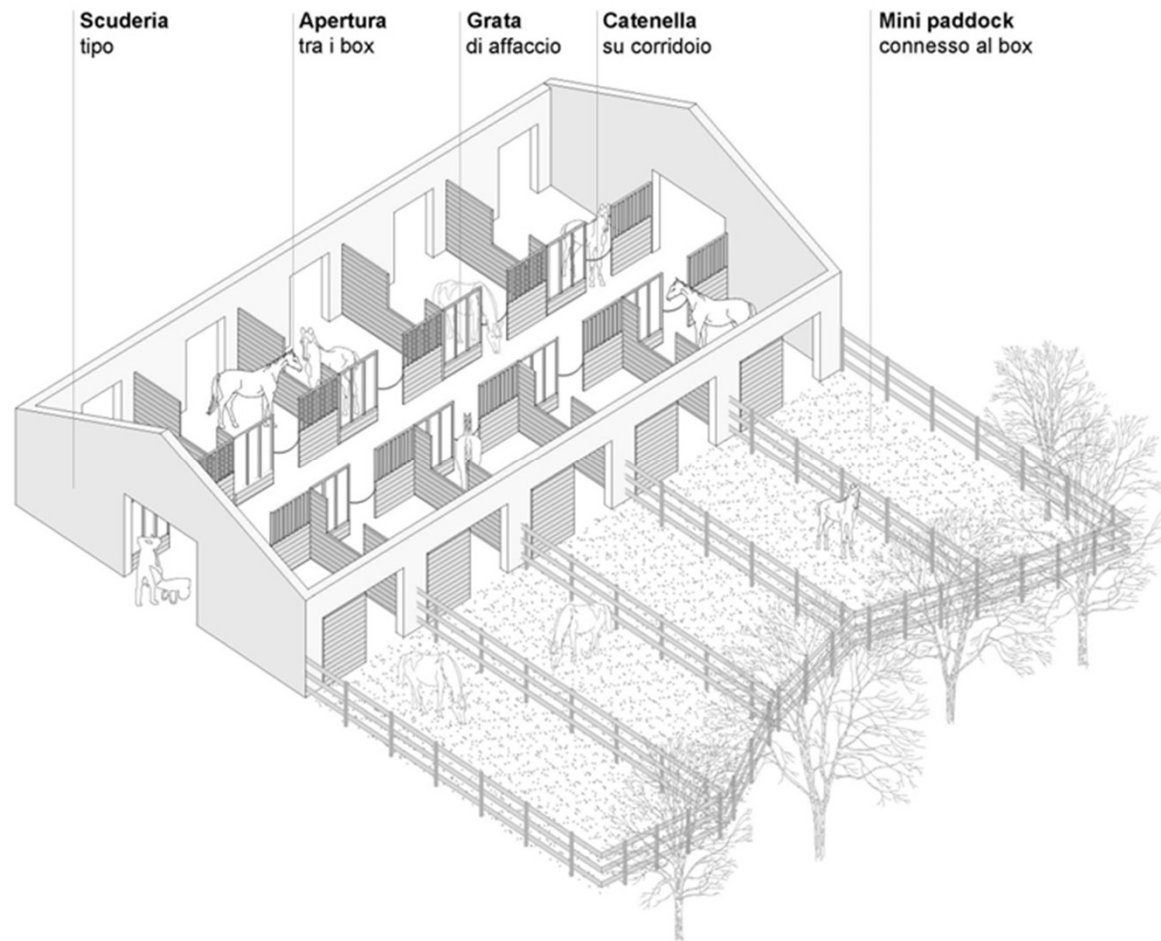 Scuderia
tipo
Apertura
tra i box
Grata
di affaccio
Catenella
su corridoio
Mini paddock
connesso al box